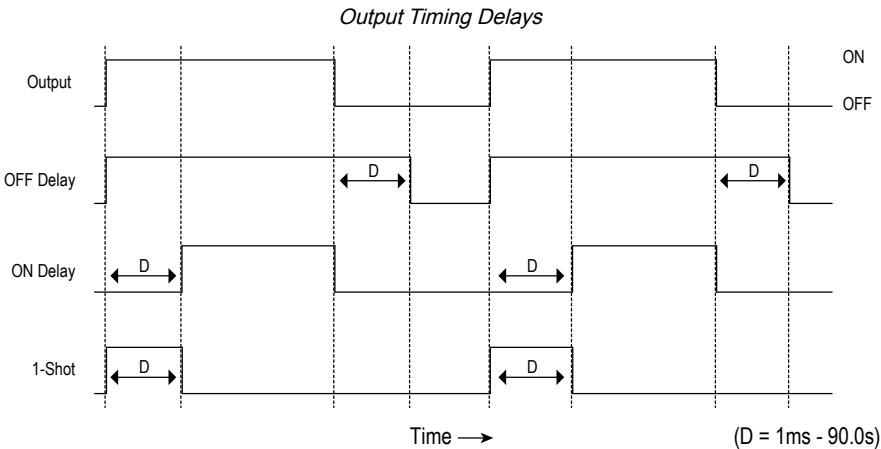 Output Timing Delays
Output
ON
OFF
OFF Delay
D
D
ON Delay
D
D
1-Shot
D
D
Time
(D = 1ms - 90.0s)